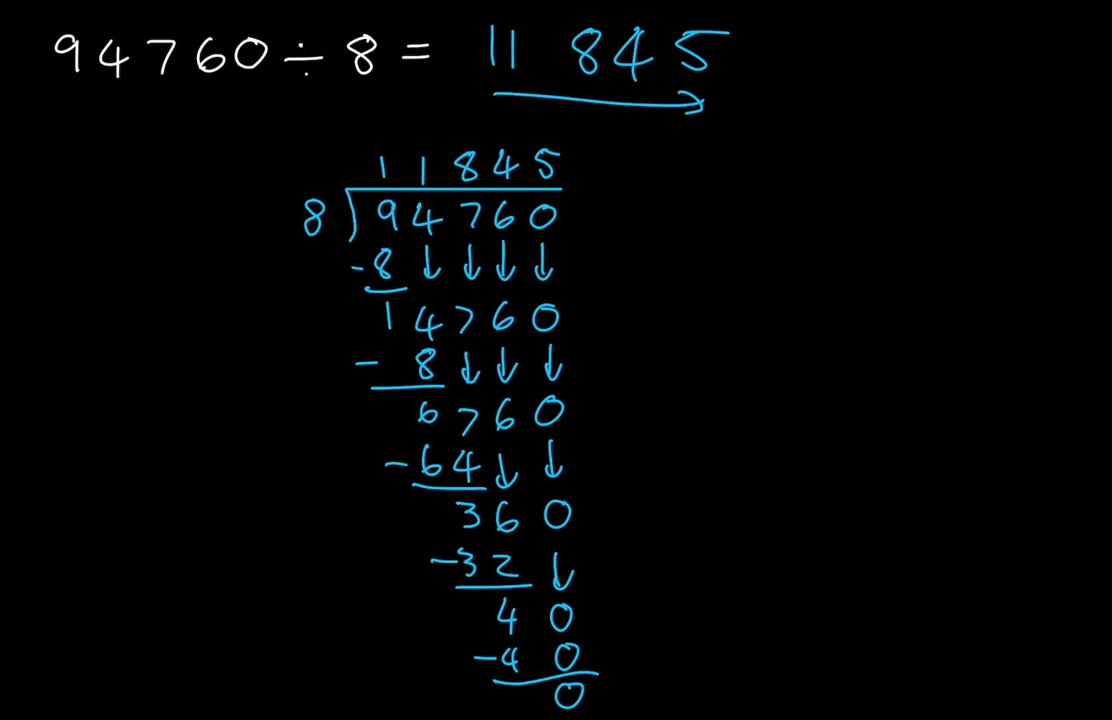 94760 ÷ 8 = 11 845
11845
8 ) 94760
-8 ↓ ↓ ↓ ↓
14760
- 8 ↓ ↓ ↓
6760
-64 ↓ ↓
360
-32 ↓
40
-40
0